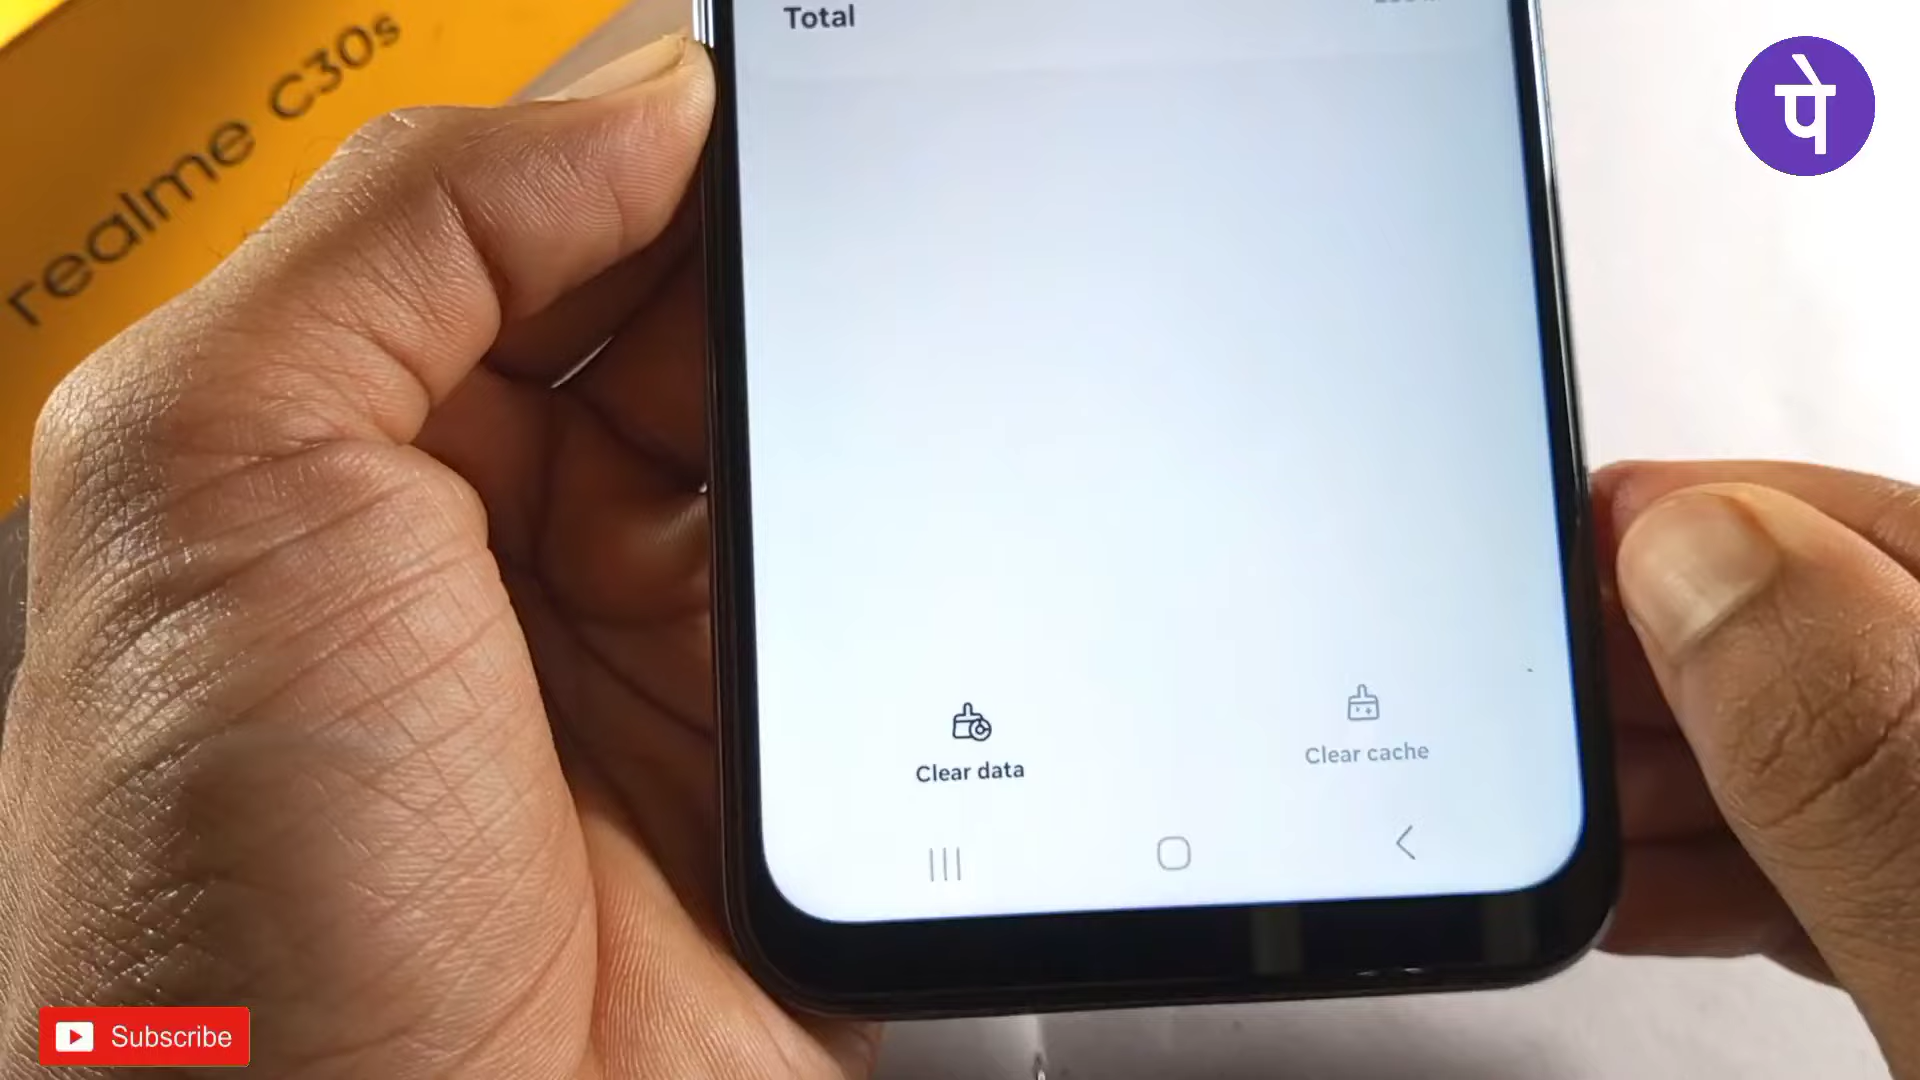 realme C30s
Total
पे
Clear data
Clear cache
Subscribe